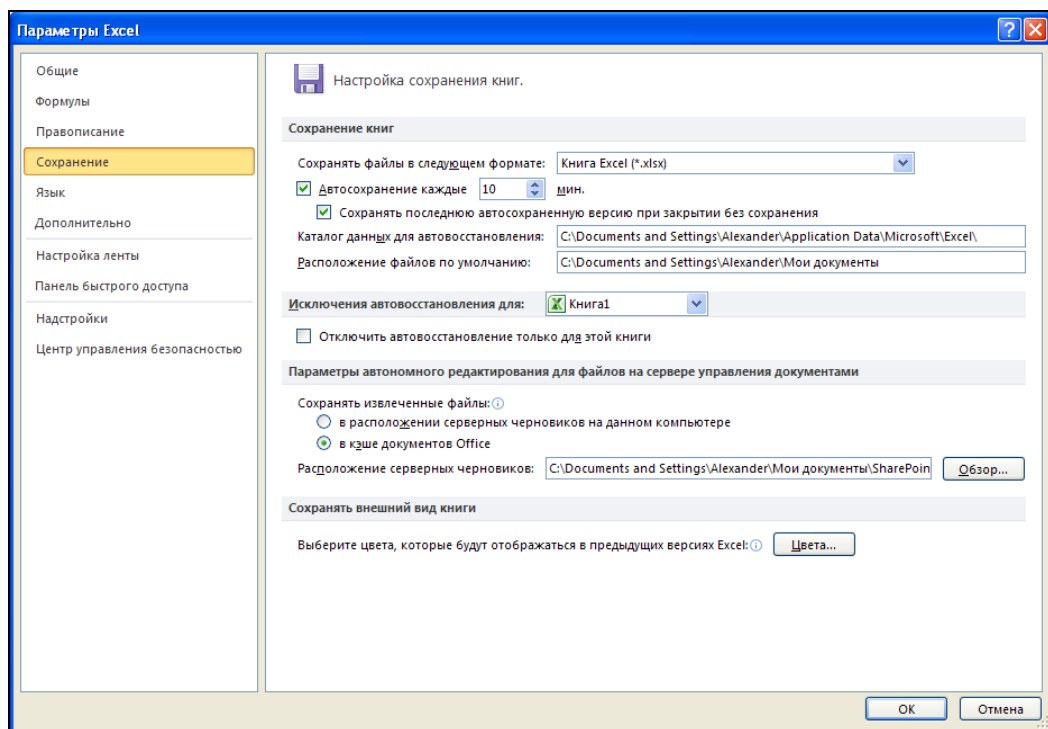 Параметры Excel
Общие
Формулы
Правописание
Сохранение
Язык
Дополнительно
Настройка ленты
Панель быстрого доступа
Надстройки
Центр управления безопасностью
Настройка сохранения книг.
Сохранение книг
Сохранять файлы в следующем формате: Книга Excel (*.xlsx)
Автосохранение каждые 10 мин.
Сохранять последнюю автосохраненную версию при закрытии без сохранения
Каталог данных для автовосстановления: C:\Documents and Settings\Alexander\Application Data\Microsoft\Excel\
Расположение файлов по умолчанию: C:\Documents and Settings\Alexander\Мои документы
Исключения автовосстановления для: Книга1
Отключить автовосстановление только для этой книги
Параметры автономного редактирования для файлов на сервере управления документами
Сохранять извлеченные файлы:
в расположении серверных черновиков на данном компьютере
в кэше документов Office
Расположение серверных черновиков: C:\Documents and Settings\Alexander\Мои документы\SharePoin Обзор...
Сохранять внешний вид книги
Выберите цвета, которые будут отображаться в предыдущих версиях Excel: Цвета...
ОК Отмена